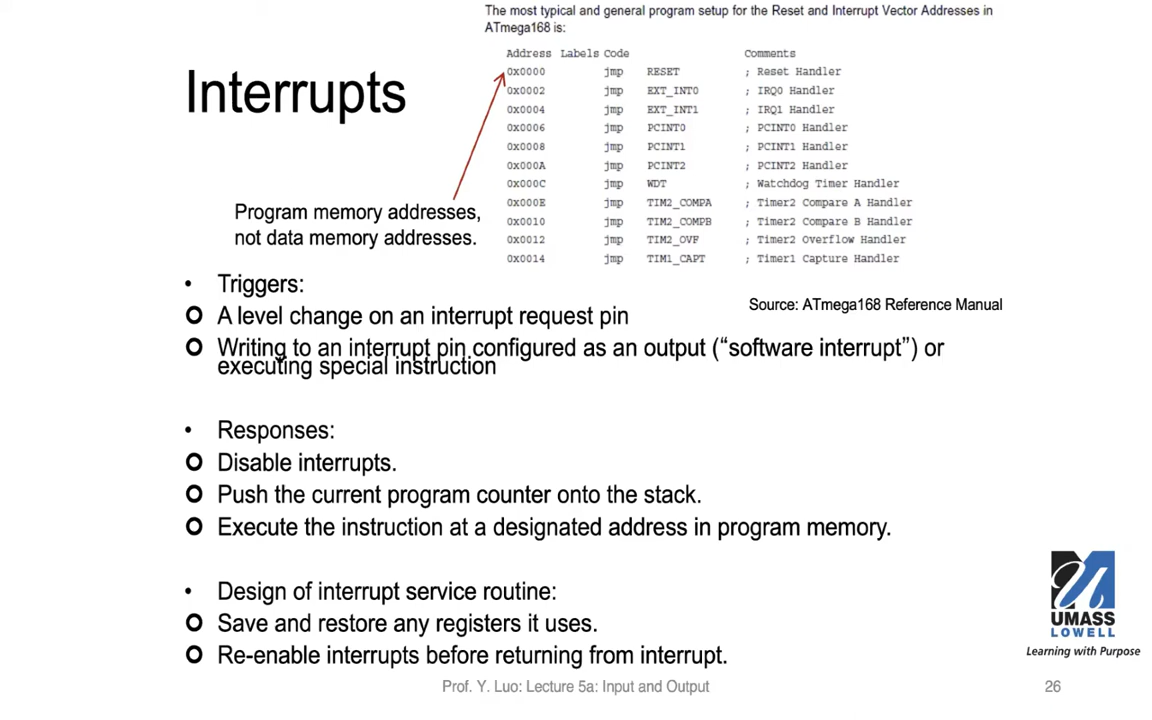 The most typical and general program setup for the Reset and Interrupt Vector Addresses in
ATmega168 is:
Address Labels Code Comments
0x0000 jmp RESET ; Reset Handler
0x0002 jmp EXT_INT0 ; IRQ0 Handler
0x0004 jmp EXT_INT1 ; IRQ1 Handler
0x0006 jmp PCINT0 ; PCINT0 Handler
0x0008 jmp PCINT1 ; PCINT1 Handler
0x000A jmp PCINT2 ; PCINT2 Handler
0x000C jmp WDT ; Watchdog Timer Handler
0x000E jmp TIM2_COMPA ; Timer2 Compare A Handler
0x0010 jmp TIM2_COMPB ; Timer2 Compare B Handler
0x0012 jmp TIM2_OVF ; Timer2 Overflow Handler
0x0014 jmp TIM1_CAPT ; Timer1 Capture Handler
Interrupts
Program memory addresses,
not data memory addresses.
Source: ATmega168 Reference Manual
• Triggers:
O A level change on an interrupt request pin
O Writing to an interrupt pin configured as an output (“software interrupt”) or
executing special instruction
• Responses:
O Disable interrupts.
O Push the current program counter onto the stack.
O Execute the instruction at a designated address in program memory.
• Design of interrupt service routine:
O Save and restore any registers it uses.
O Re-enable interrupts before returning from interrupt.
UMASS
LOWELL
Learning with Purpose
Prof. Y. Luo: Lecture 5a: Input and Output
26